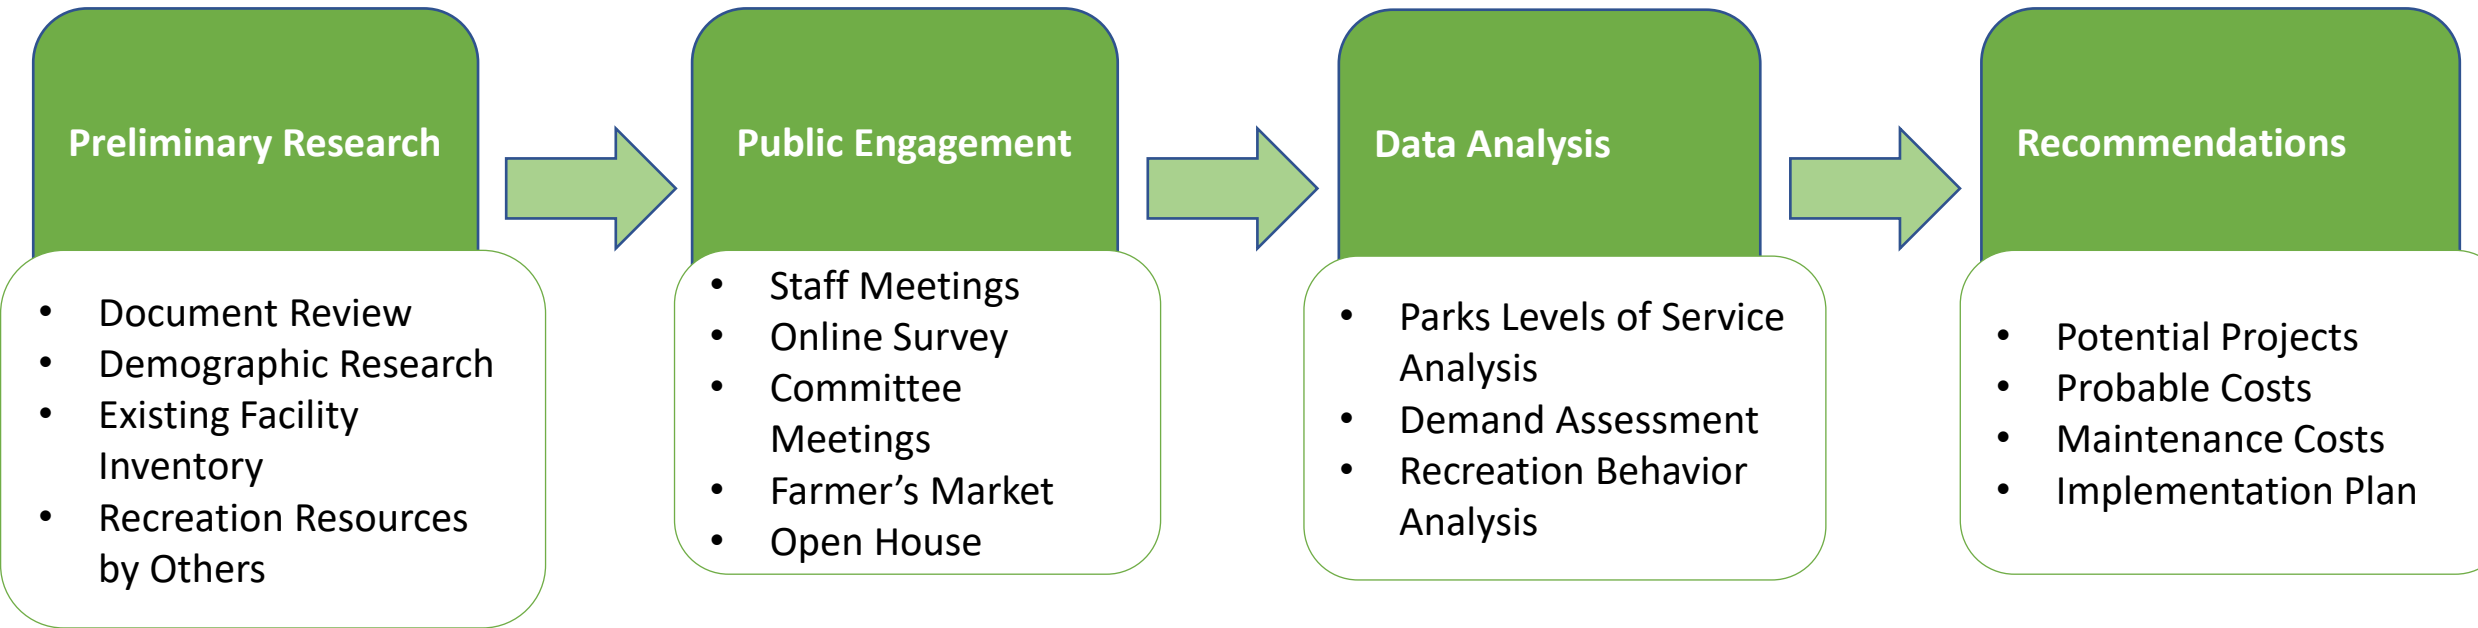 Preliminary Research
• Document Review
• Demographic Research
• Existing Facility
Inventory
• Recreation Resources
by Others
Public Engagement
• Staff Meetings
• Online Survey
• Committee
Meetings
• Farmer’s Market
• Open House
Data Analysis
• Parks Levels of Service
Analysis
• Demand Assessment
• Recreation Behavior
Analysis
Recommendations
• Potential Projects
• Probable Costs
• Maintenance Costs
• Implementation Plan